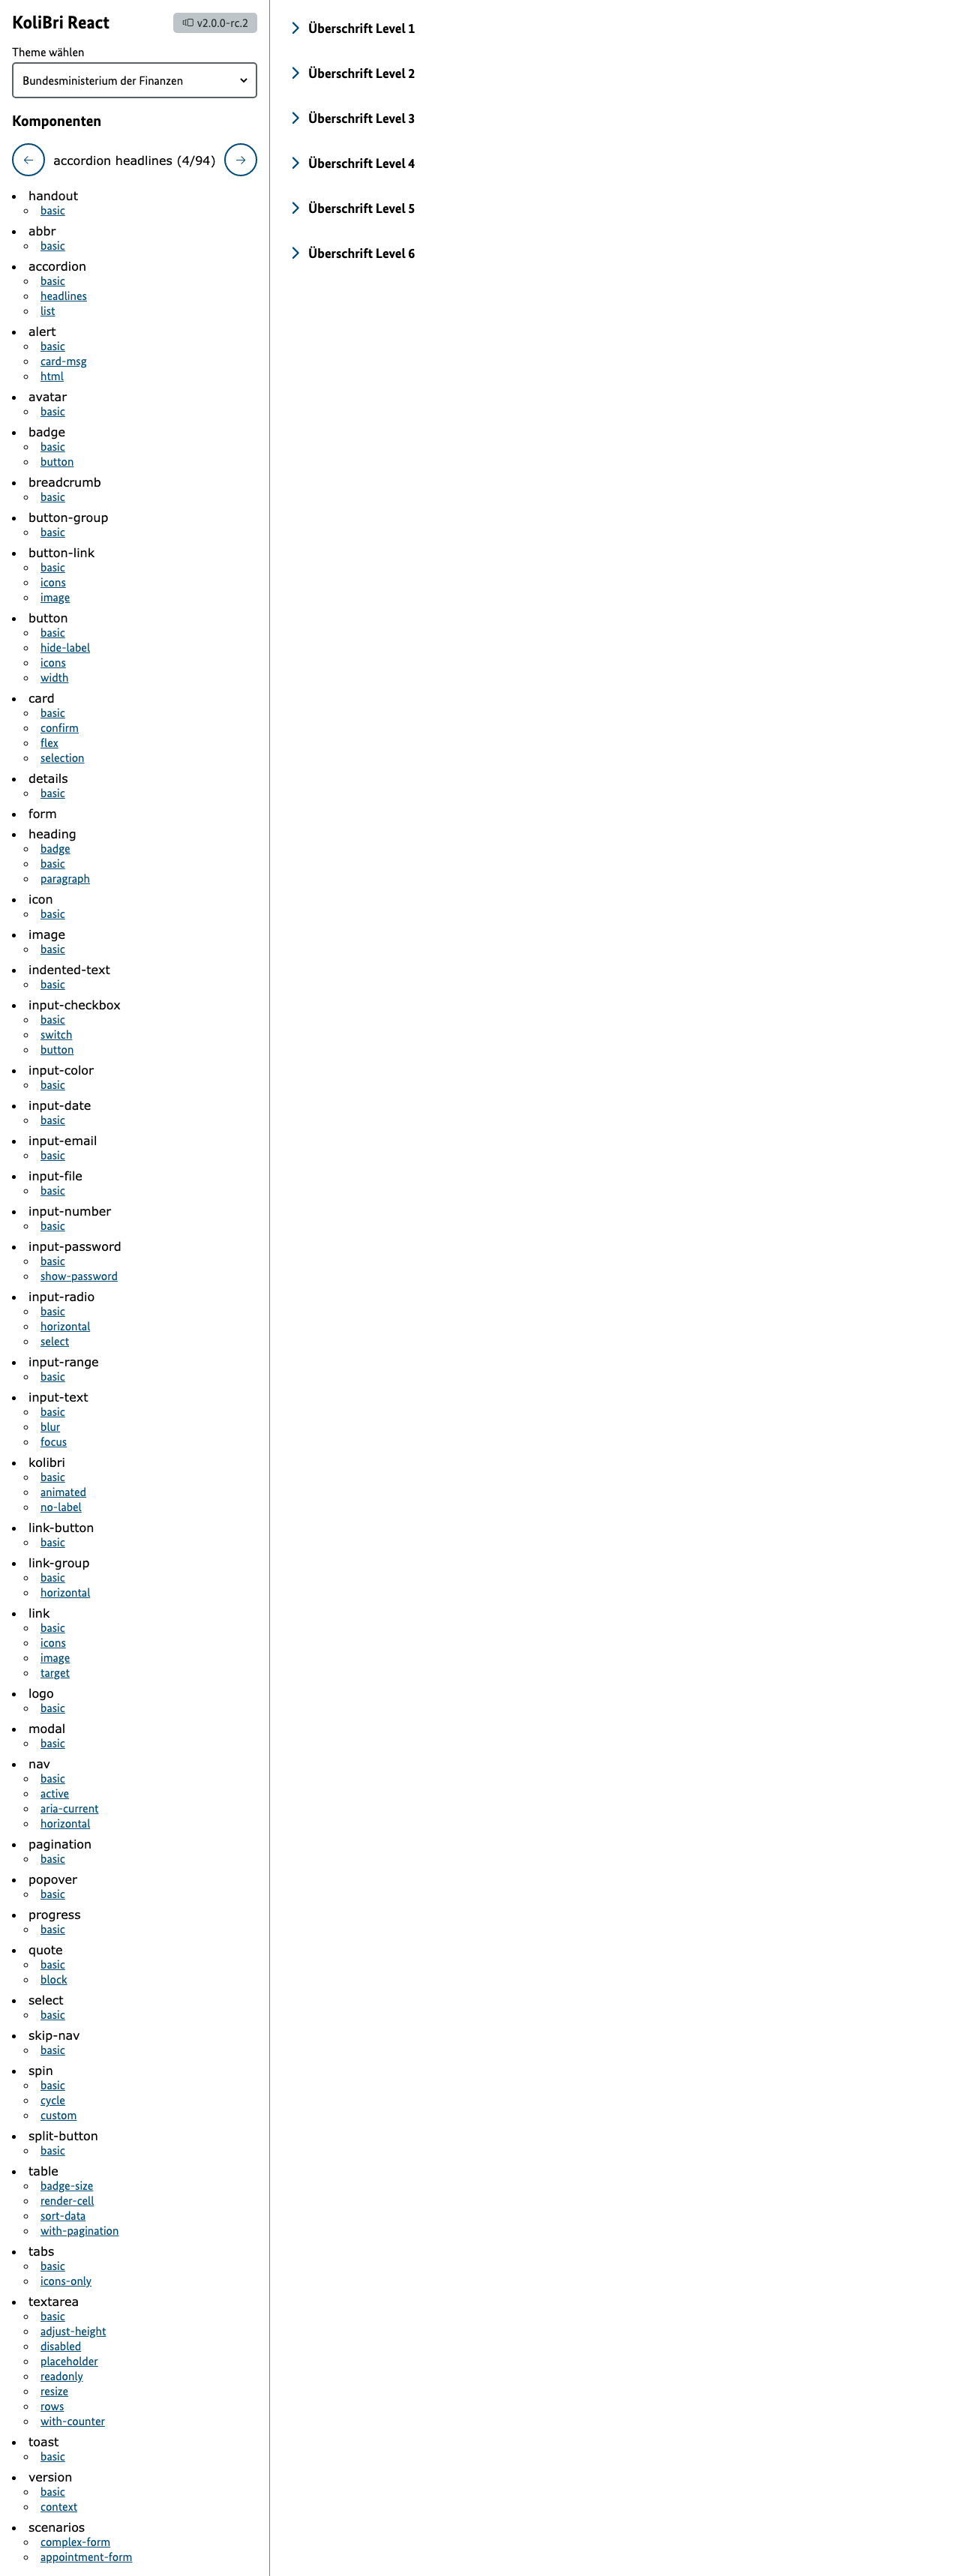 KoliBri React
v2.0.0-rc.2
Theme wählen
Bundesministerium der Finanzen
Komponenten
accordion headlines (4/94)
handout
basic
abbr
basic
accordion
basic
headlines
list
alert
basic
card-msg
html
avatar
basic
badge
basic
button
breadcrumb
basic
button-group
basic
button-link
basic
icons
image
button
basic
hide-label
icons
width
card
basic
confirm
flex
selection
details
basic
form
heading
badge
basic
paragraph
icon
basic
image
basic
indented-text
basic
input-checkbox
basic
switch
button
input-color
basic
input-date
basic
input-email
basic
input-file
basic
input-number
basic
input-password
basic
show-password
input-radio
basic
horizontal
select
input-range
basic
input-text
basic
blur
focus
kolibri
basic
animated
no-label
link-button
basic
link-group
basic
horizontal
link
basic
icons
image
target
logo
basic
modal
basic
nav
basic
active
aria-current
horizontal
pagination
basic
popover
basic
progress
basic
quote
basic
block
select
basic
skip-nav
basic
spin
basic
cycle
custom
split-button
basic
table
badge-size
render-cell
sort-data
with-pagination
tabs
basic
icons-only
textarea
basic
adjust-height
disabled
placeholder
readonly
resize
rows
with-counter
toast
basic
version
basic
context
scenarios
complex-form
appointment-form
Überschrift Level 1
Überschrift Level 2
Überschrift Level 3
Überschrift Level 4
Überschrift Level 5
Überschrift Level 6